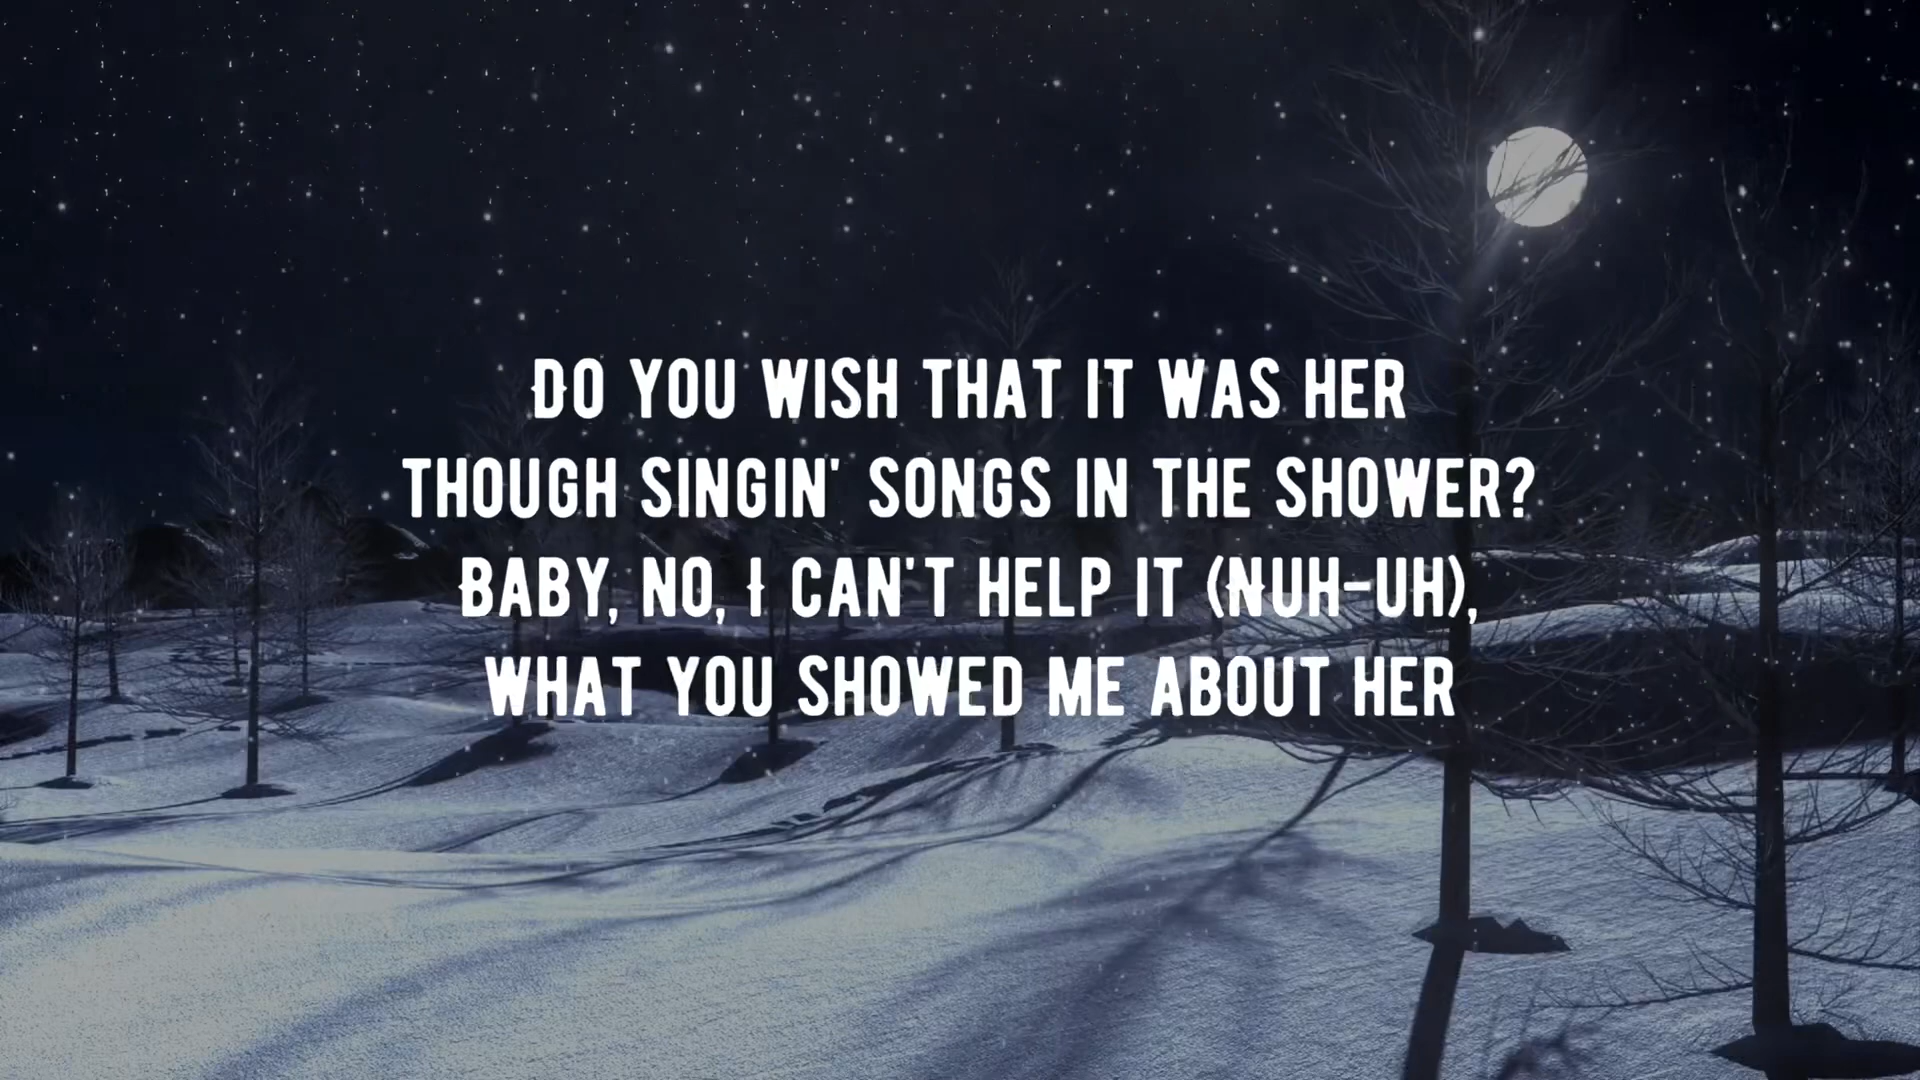 DO YOU WISH THAT IT WAS HER
THOUGH SINGIN' SONGS IN THE SHOWER?
BABY, NO, I CAN'T HELP IT (NUH-UH),
WHAT YOU SHOWED ME ABOUT HER